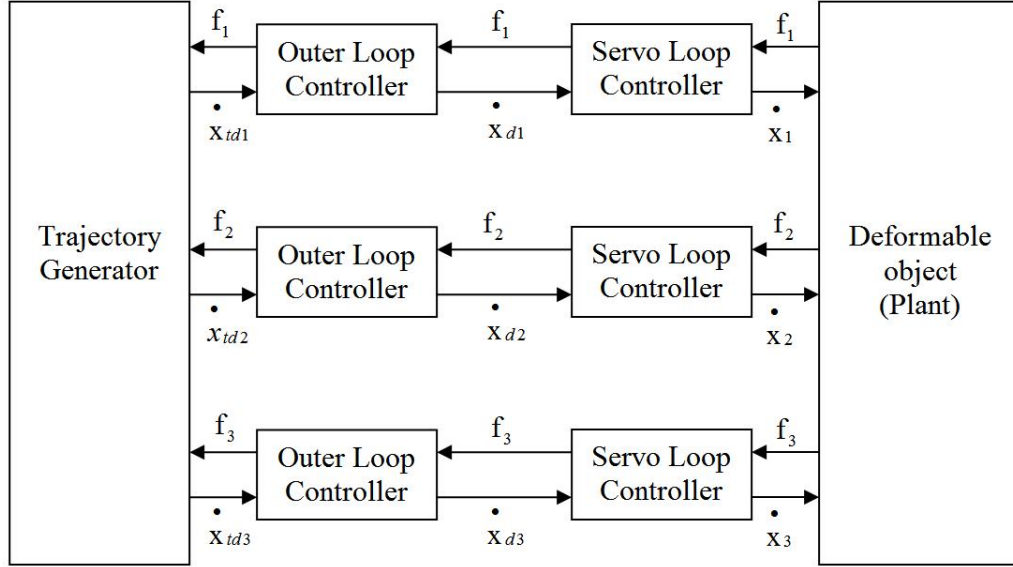 f₁ f₁ f₁
Outer Loop Servo Loop
Controller Controller
ẋtd1 ẋd1 ẋ1
f₂ f₂ f₂
Trajectory Outer Loop Servo Loop Deformable
Generator Controller Controller object
(Plant)
ẋtd2 ẋd2 ẋ2
f₃ f₃ f₃
Outer Loop Servo Loop
Controller Controller
ẋtd3 ẋd3 ẋ3